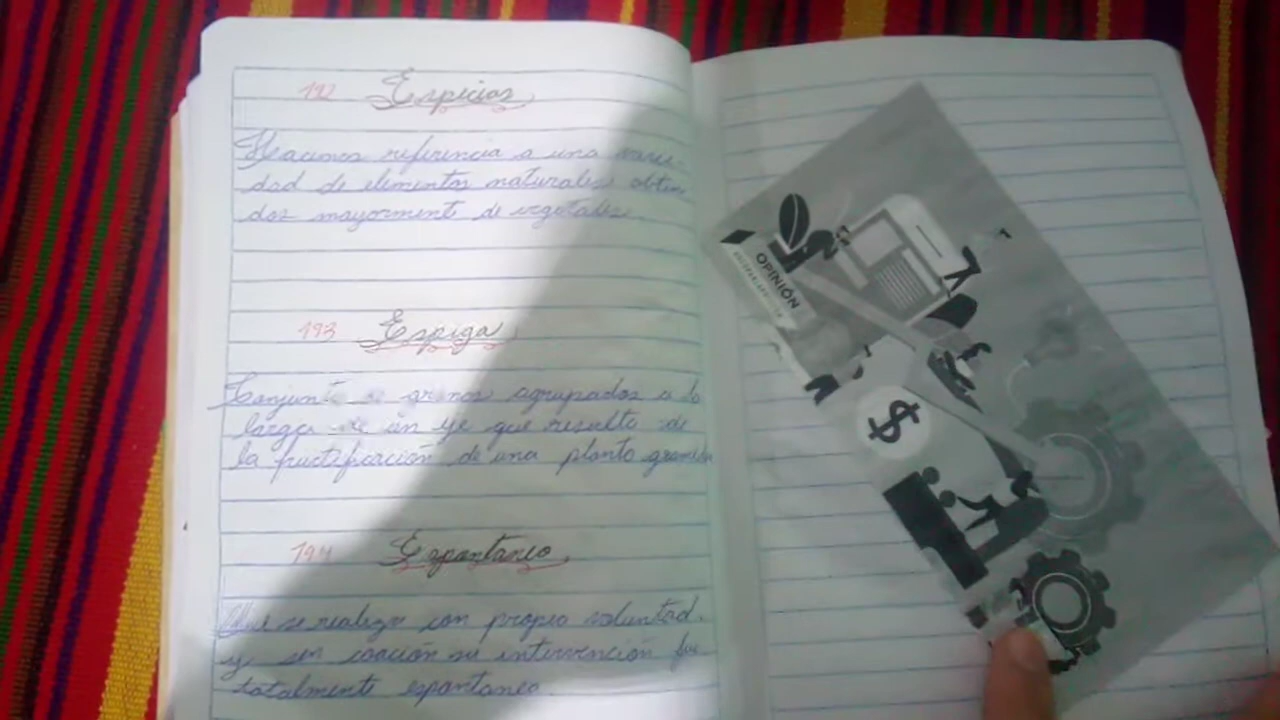 192 Especias
Hacemos referencia a una varie-
dad de elementos naturales obteni
dos mayormente de vegetales.
193 Espiga
Conjunto de granos agrupados a lo
largo de un eje que resulta de
la fructificación de una planta
194 Espontaneo
Que se realiza con propia voluntad.
y sin coación su intervención fue
totalmente espontaneo.
OPINIÓN
$